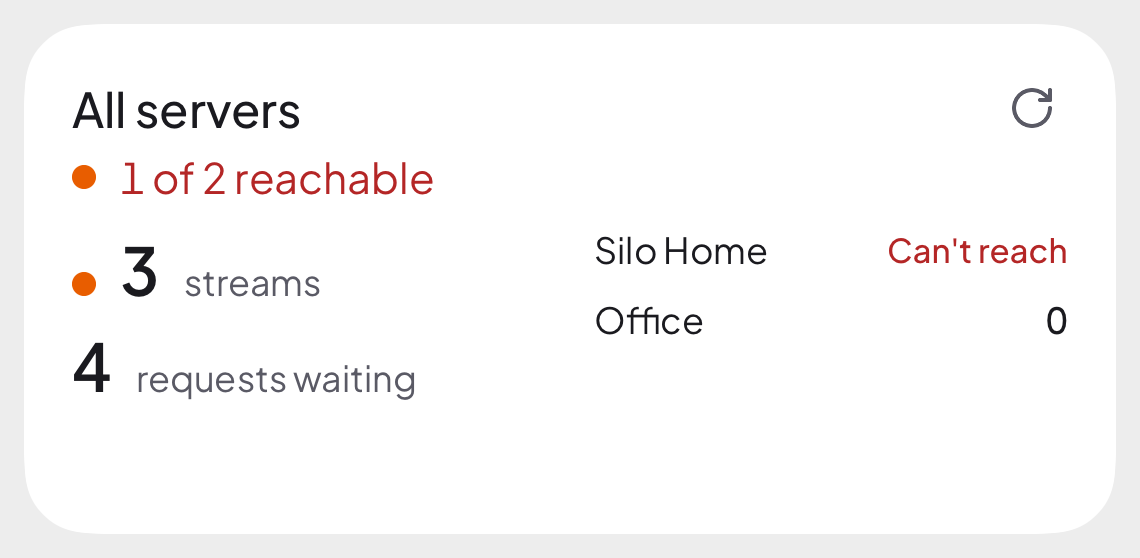 All servers
1 of 2 reachable
3 streams
4 requests waiting
Silo Home Can't reach
Office 0